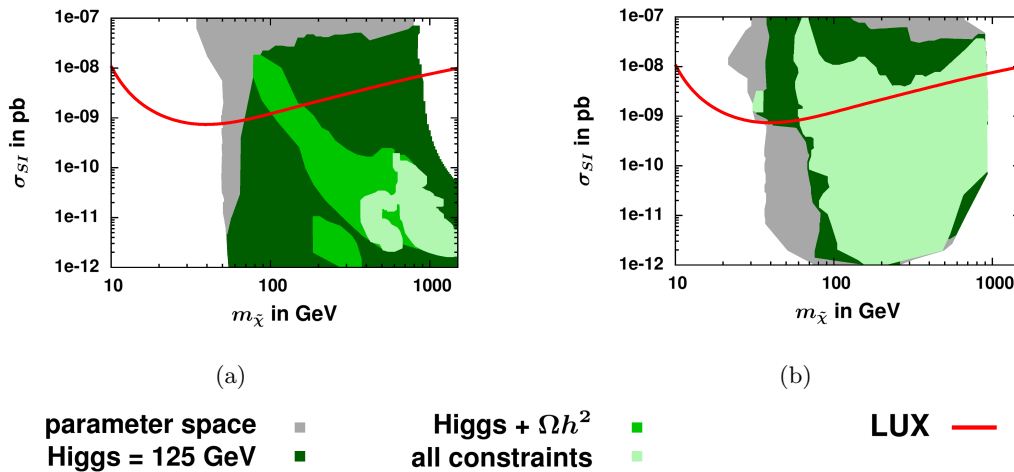 1e-07
1e-08
1e-09
1e-10
1e-11
1e-12
σSI in pb
10 100 1000
mχ̃ in GeV
(a)
1e-07
1e-08
1e-09
1e-10
1e-11
1e-12
σSI in pb
10 100 1000
mχ̃ in GeV
(b)
parameter space
Higgs = 125 GeV
Higgs + Ωh²
all constraints
LUX